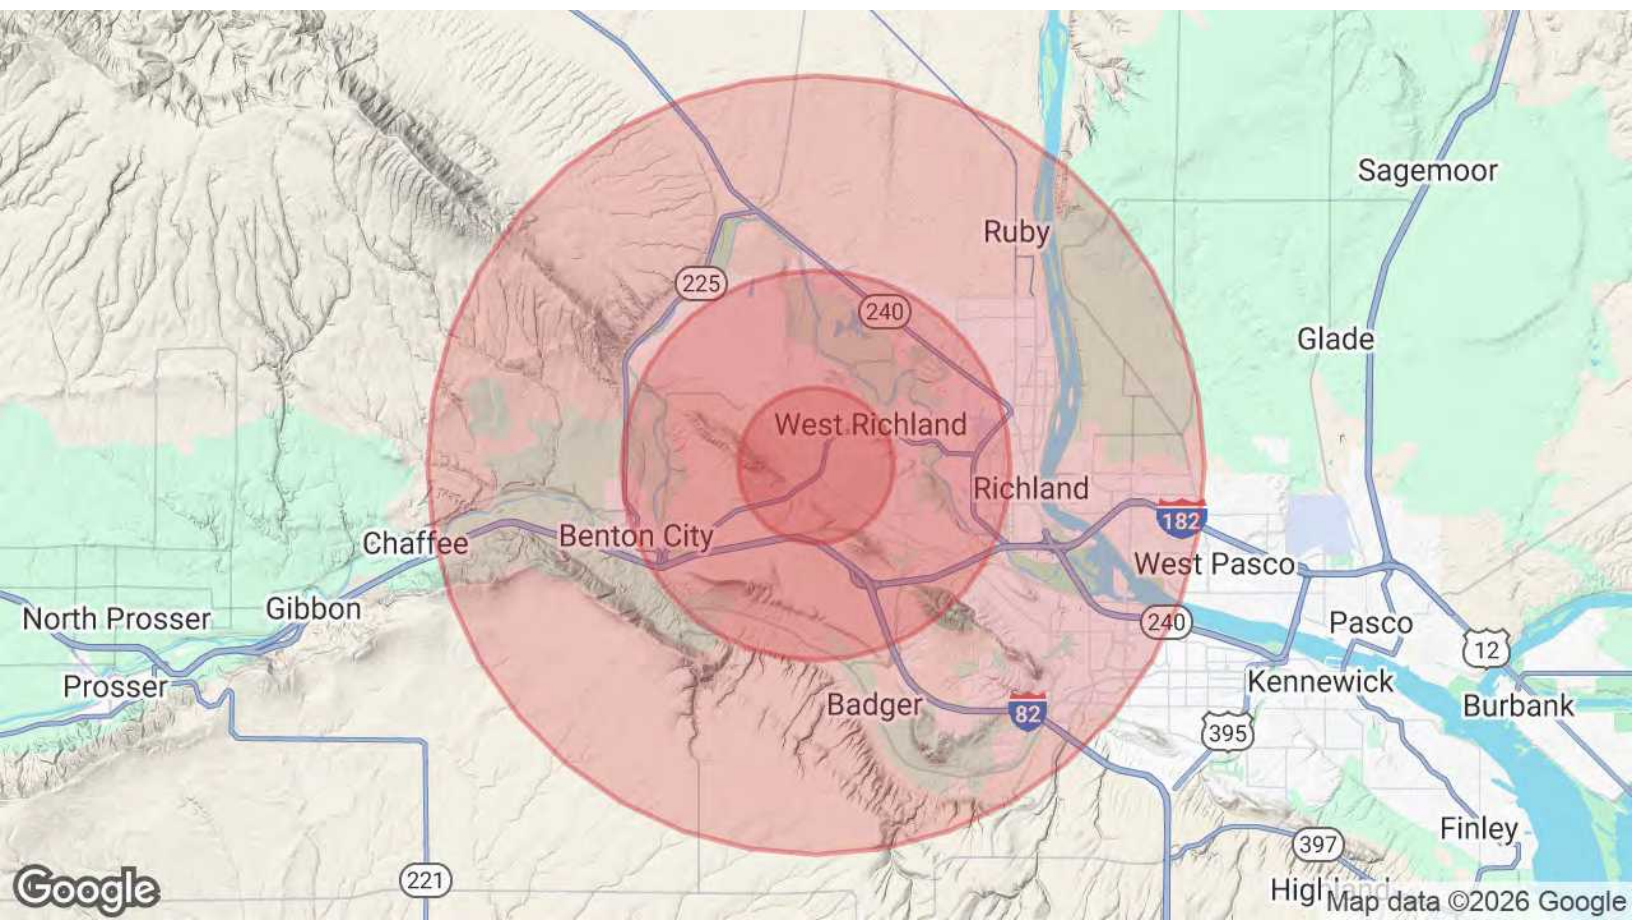 Sagemoor
Ruby
225
240
Glade
West Richland
Richland
182
Benton City
Chaffee
West Pasco
Gibbon
North Prosser
240
Pasco
12
Prosser
Kennewick
Badger
82
Burbank
395
Finley
397
221
Google
Highland
Map data ©2026 Google